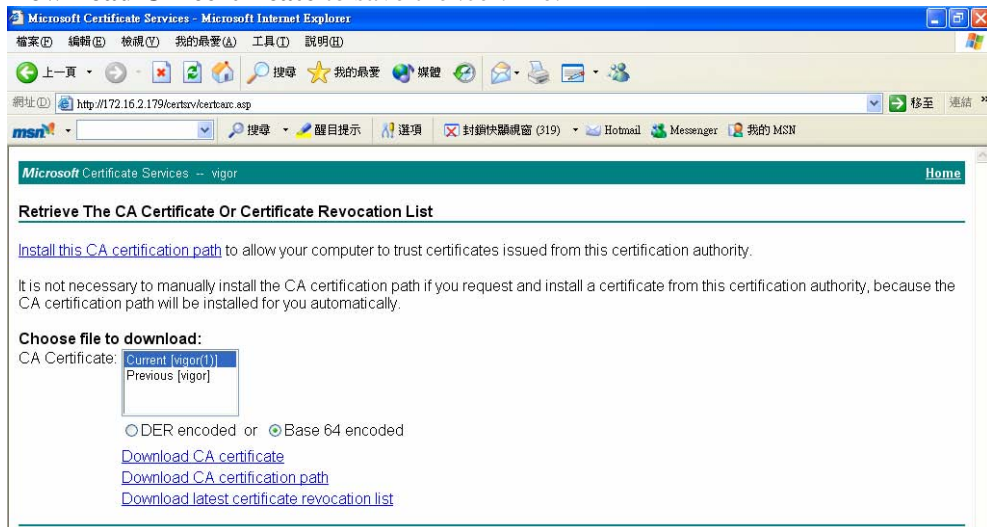 Microsoft Certificate Services - Microsoft Internet Explorer
檔案(F) 編輯(E) 檢視(V) 我的最愛(A) 工具(T) 說明(H)
上一頁 搜尋 我的最愛 媒體
網址(D) http://172.16.2.179/certsrv/certcarc.asp 移至 連結 »
msn 搜尋 醒目提示 選項 封鎖快顯視窗 (319) Hotmail Messenger 我的 MSN
Microsoft Certificate Services -- vigor Home
Retrieve The CA Certificate Or Certificate Revocation List
Install this CA certification path to allow your computer to trust certificates issued from this certification authority.
It is not necessary to manually install the CA certification path if you request and install a certificate from this certification authority, because the
CA certification path will be installed for you automatically.
Choose file to download:
CA Certificate: Current [vigor(1)]
Previous [vigor]
DER encoded or Base 64 encoded
Download CA certificate
Download CA certification path
Download latest certificate revocation list